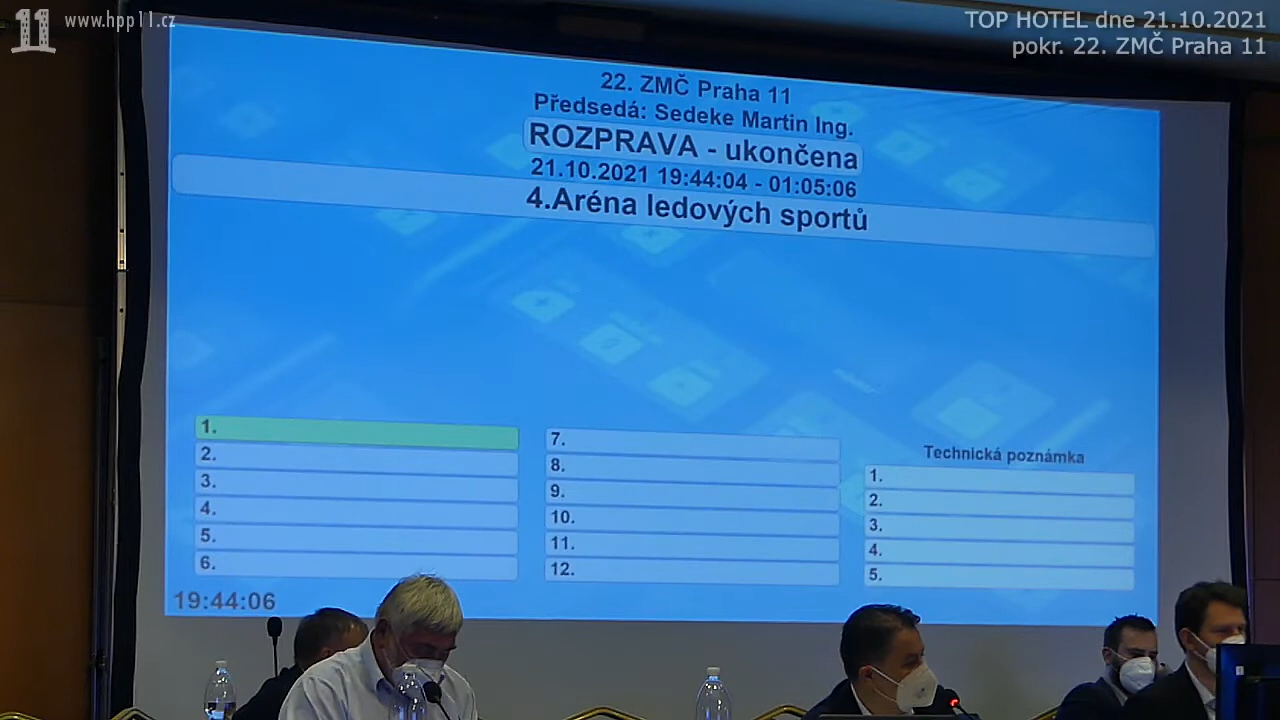 11 www.hpp11.cz
TOP HOTEL dne 21.10.2021
pokr. 22. ZMČ Praha 11
22. ZMČ Praha 11
Předsedá: Sedeke Martin Ing.
ROZPRAVA - ukončena
21.10.2021 19:44:04 - 01:05:06
4.Aréna ledových sportů
1.
2.
3.
4.
5.
6.
7.
8.
9.
10.
11.
12.
Technická poznámka
1.
2.
3.
4.
5.
19:44:06